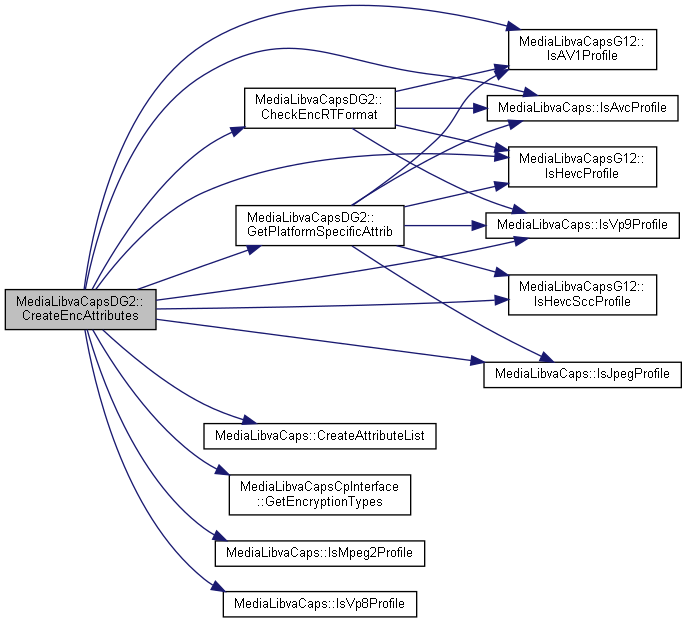 MediaLibvaCapsG12::
IsAV1Profile
MediaLibvaCapsDG2::
CheckEncRTFormat
MediaLibvaCaps::IsAvcProfile
MediaLibvaCapsG12::
IsHevcProfile
MediaLibvaCapsDG2::
GetPlatformSpecificAttrib
MediaLibvaCaps::IsVp9Profile
MediaLibvaCapsDG2::
CreateEncAttributes
MediaLibvaCapsG12::
IsHevcSccProfile
MediaLibvaCaps::IsJpegProfile
MediaLibvaCaps::CreateAttributeList
MediaLibvaCapsCpInterface
::GetEncryptionTypes
MediaLibvaCaps::IsMpeg2Profile
MediaLibvaCaps::IsVp8Profile